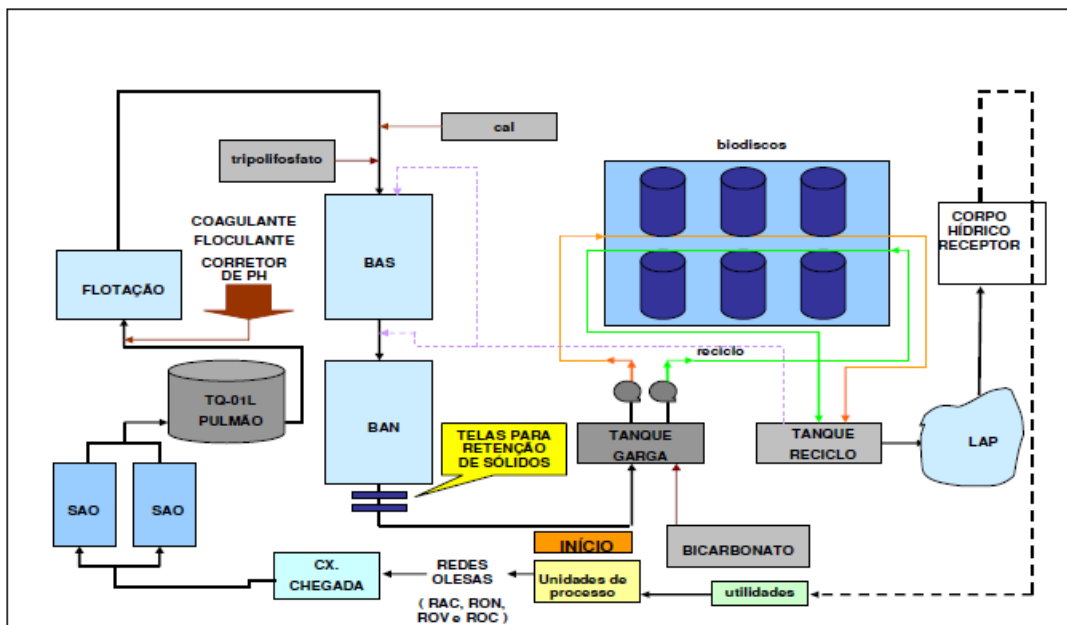 cal
tripolifosfato
biodiscos
COAGULANTE
FLOCULANTE
CORRETOR
DE PH
FLOTAÇÃO
BAS
CORPO
HÍDRICO
RECEPTOR
reciclo
TQ-01L
PULMÃO
BAN
TELAS PARA
RETENÇÃO
DE SÓLIDOS
TANQUE
GARGA
TANQUE
RECICLO
LAP
SAO
SAO
INÍCIO
BICARBONATO
CX.
CHEGADA
REDES
OLESAS
( RAC, RON,
ROV e ROC )
Unidades de
processo
utilidades